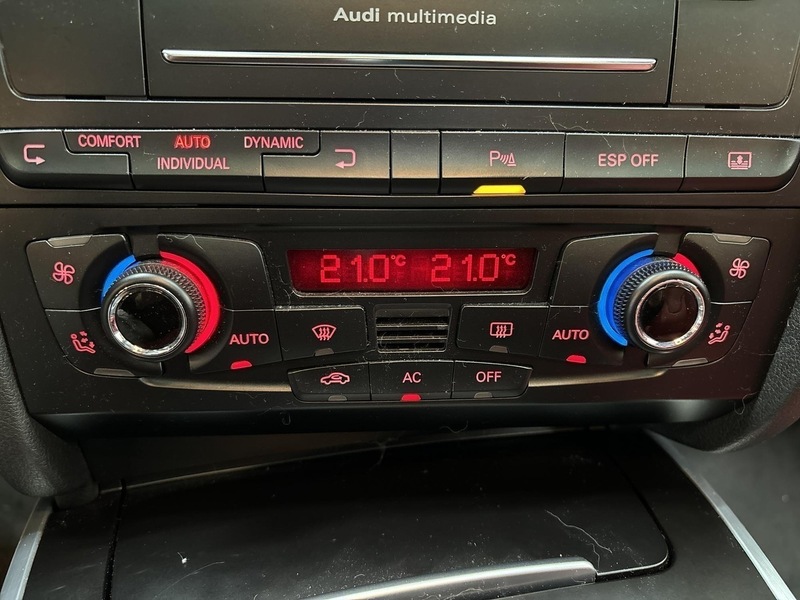 Audi multimedia
COMFORT AUTO DYNAMIC
INDIVIDUAL
P
ESP OFF
21.0°C 21.0°C
AUTO
AUTO
AC
OFF